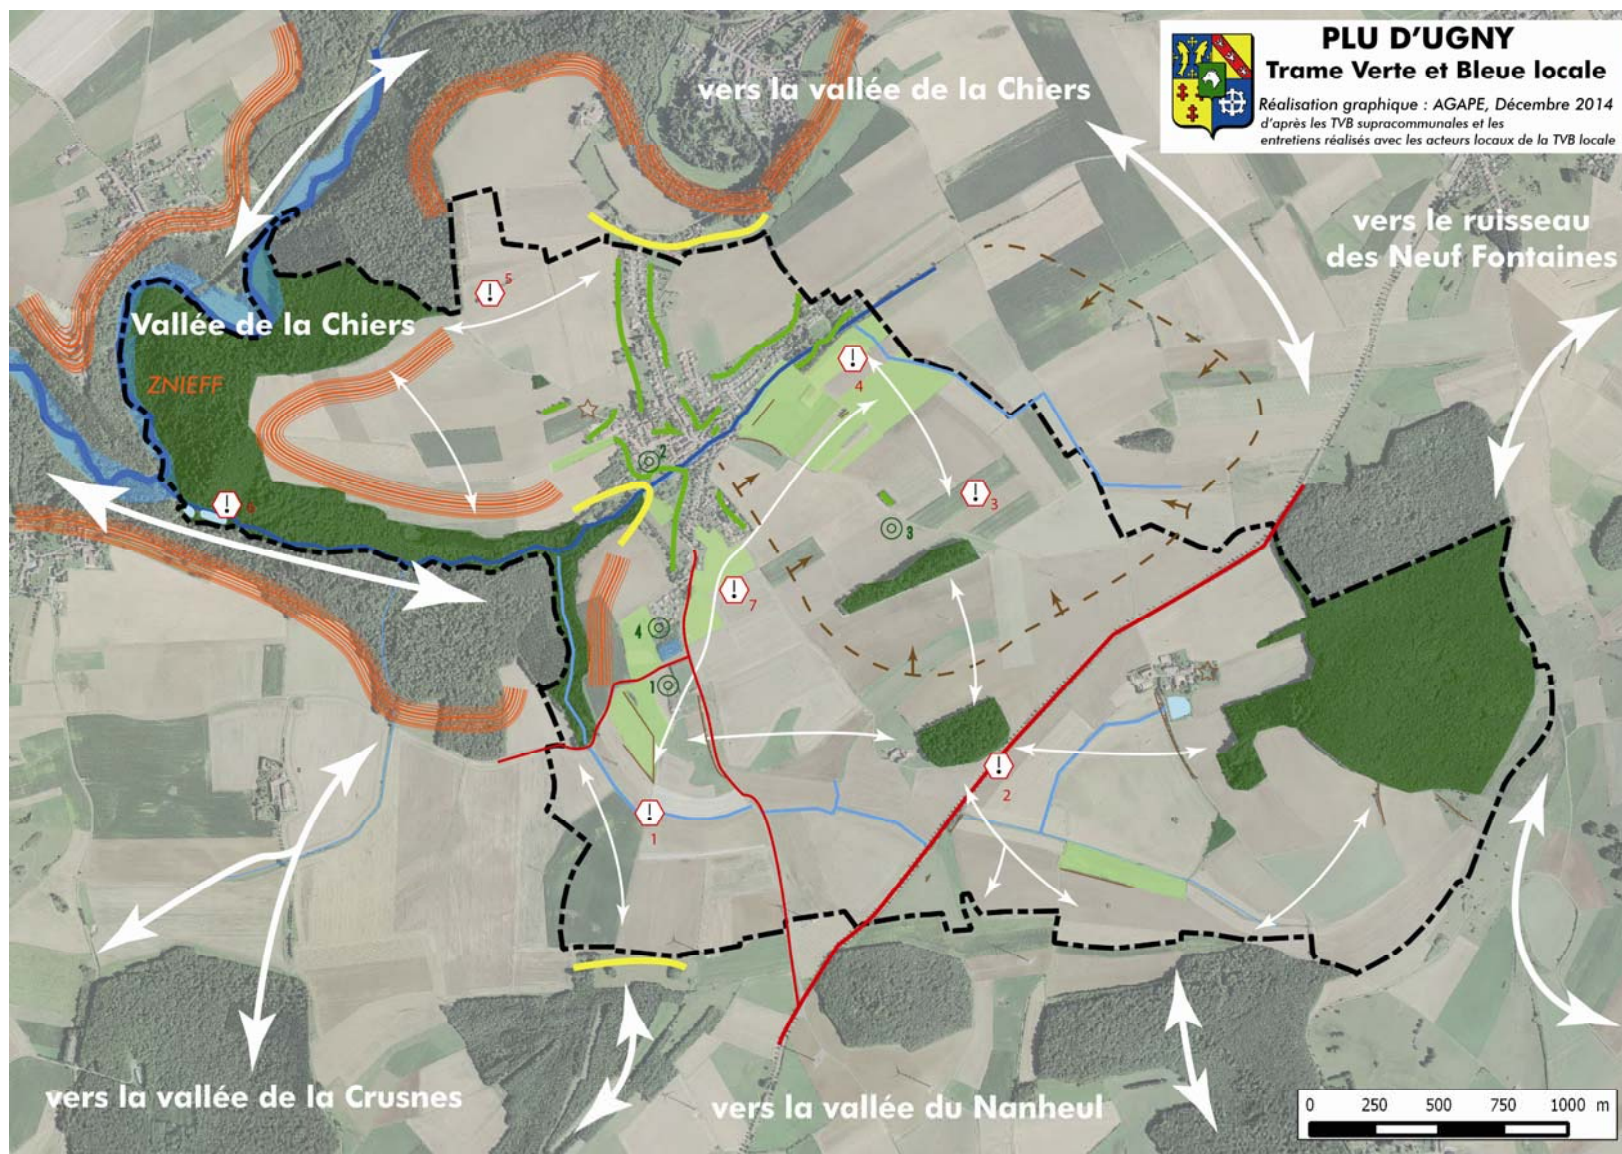 PLU D'UGNY
Trame Verte et Bleue locale
Réalisation graphique : AGAPE, Décembre 2014
d'après les TVB supracommunales et les
entretiens réalisés avec les acteurs locaux de la TVB locale
vers la vallée de la Chiers
vers le ruisseau
des Neuf Fontaines
5
Vallée de la Chiers
ZNIEFF
4
2
3
3
7
4
1
2
1
vers la vallée de la Crusnes
vers la vallée du Nanheul
0 250 500 750 1000 m